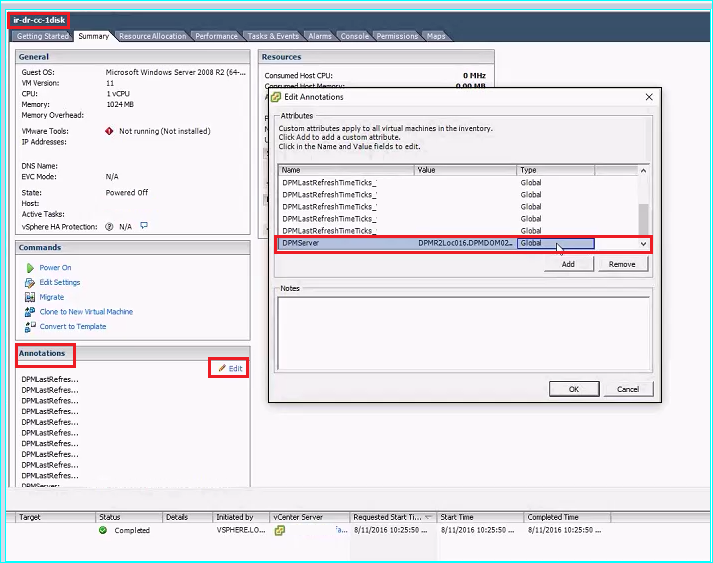 ir-dr-cc-1disk
Getting Started Summary Resource Allocation Performance Tasks & Events Alarms Console Permissions Maps
General
Guest OS: Microsoft Windows Server 2008 R2 (64-...
VM Version: 11
CPU: 1 vCPU
Memory: 1024 MB
Memory Overhead:
VMware Tools: Not running (Not installed)
IP Addresses:
DNS Name:
EVC Mode: N/A
State: Powered Off
Host:
Active Tasks:
vSphere HA Protection: N/A
Commands
Power On
Edit Settings
Migrate
Clone to New Virtual Machine
Convert to Template
Annotations
Edit
DPMLastRefres...
DPMLastRefres...
DPMLastRefres...
DPMLastRefres...
DPMLastRefres...
DPMLastRefres...
DPMLastRefres...
DPMLastRefres...
DPMLastRefres...
DPMLastRefres...
DPMServer:
Resources
Consumed Host CPU: 0 MHz
Consumed Host Memory: 0.00 MB
Edit Annotations
Attributes
Custom attributes apply to all virtual machines in the inventory.
Click Add to add a custom attribute.
Click in the Name and Value fields to edit.
Name Value Type
DPMLastRefreshTimeTicks_ Global
DPMLastRefreshTimeTicks_ Global
DPMLastRefreshTimeTicks_ Global
DPMLastRefreshTimeTicks_ Global
DPMLastRefreshTimeTicks_ Global
DPMServer DPMR2Loc016.DPMDOM02... Global
Add Remove
Notes
OK Cancel
Target Status Details Initiated by vCenter Server Requested Start Ti... Start Time Completed Time
Completed VSPHERE.LO... 8/11/2016 10:25:50 ... 8/11/2016 10:25:50 ... 8/11/2016 10:25:50 ...